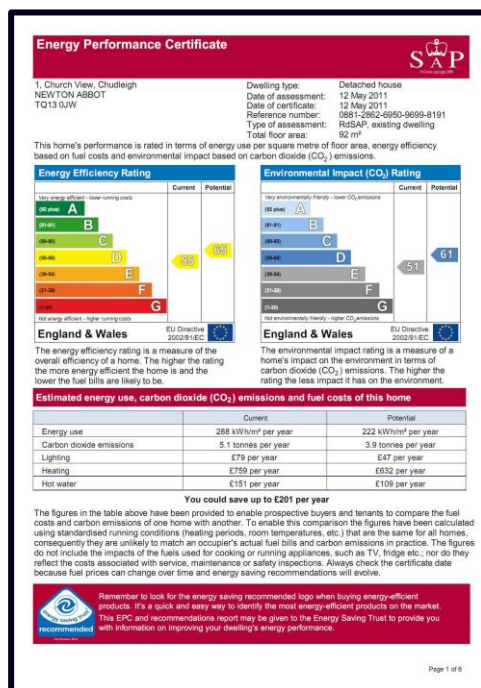 Energy Performance Certificate
SAP
1, Church View, Chudleigh
NEWTON ABBOT
TQ13 0JW
Dwelling type: Detached house
Date of assessment: 12 May 2011
Date of certificate: 12 May 2011
Reference number: 0881-2862-6950-9699-8191
Type of assessment: RdSAP, existing dwelling
Total floor area: 92 m²
This home's performance is rated in terms of energy use per square metre of floor area, energy efficiency
based on fuel costs and environmental impact based on carbon dioxide (CO₂) emissions.
Energy Efficiency Rating
Current Potential
Very energy efficient - lower running costs
(92 plus) A
(81-91) B
(69-80) C
(55-68) D
(39-54) E
(21-38) F
(1-20) G
55
65
Not energy efficient - higher running costs
England & Wales
EU Directive
2002/91/EC
The energy efficiency rating is a measure of the
overall efficiency of a home. The higher the rating
the more energy efficient the home is and the
lower the fuel bills are likely to be.
Environmental Impact (CO₂) Rating
Current Potential
Very environmentally friendly - lower CO₂ emissions
(92 plus) A
(81-91) B
(69-80) C
(55-68) D
(39-54) E
(21-38) F
(1-20) G
51
61
Not environmentally friendly - higher CO₂ emissions
England & Wales
EU Directive
2002/91/EC
The environmental impact rating is a measure of a
home's impact on the environment in terms of
carbon dioxide (CO₂) emissions. The higher the
rating the less impact it has on the environment.
Estimated energy use, carbon dioxide (CO₂) emissions and fuel costs of this home
Current Potential
Energy use 288 kWh/m² per year 222 kWh/m² per year
Carbon dioxide emissions 5.1 tonnes per year 3.9 tonnes per year
Lighting £79 per year £47 per year
Heating £759 per year £632 per year
Hot water £151 per year £109 per year
You could save up to £201 per year
The figures in the table above have been provided to enable prospective buyers and tenants to compare the fuel
costs and carbon emissions of one home with another. To enable this comparison the figures have been calculated
using standardised running conditions (heating periods, room temperatures, etc.) that are the same for all homes,
consequently they are unlikely to match an occupier's actual fuel bills and carbon emissions in practice. The figures
do not include the impacts of the fuels used for cooking or running appliances, such as TV, fridge etc.; nor do they
reflect the costs associated with service, maintenance or safety inspections. Always check the certificate date
because fuel prices can change over time and energy saving recommendations will evolve.
energy saving trust
recommended
Remember to look for the energy saving recommended logo when buying energy-efficient
products. It's a quick and easy way to identify the most energy-efficient products on the market.
This EPC and recommendations report may be given to the Energy Saving Trust to provide you
with information on improving your dwelling's energy performance.
Page 1 of 6